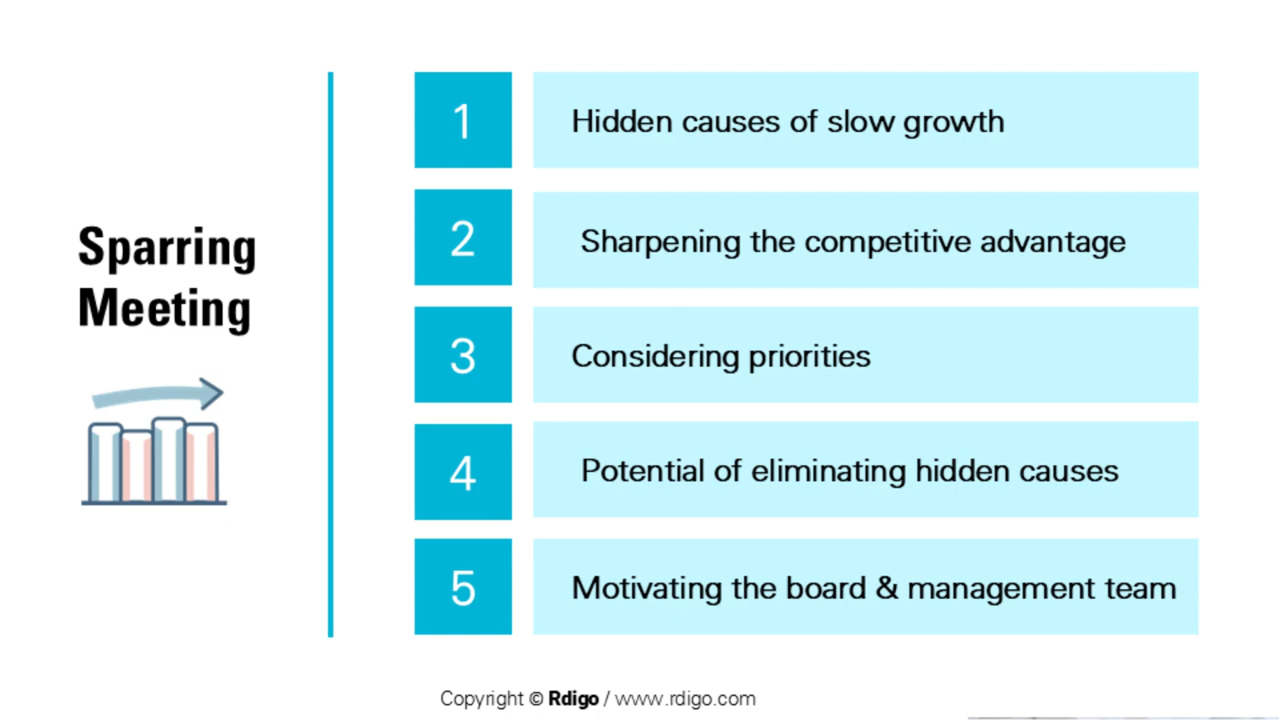 Sparring
Meeting
1
Hidden causes of slow growth
2
Sharpening the competitive advantage
3
Considering priorities
4
Potential of eliminating hidden causes
5
Motivating the board & management team
Copyright © Rdigo / www.rdigo.com